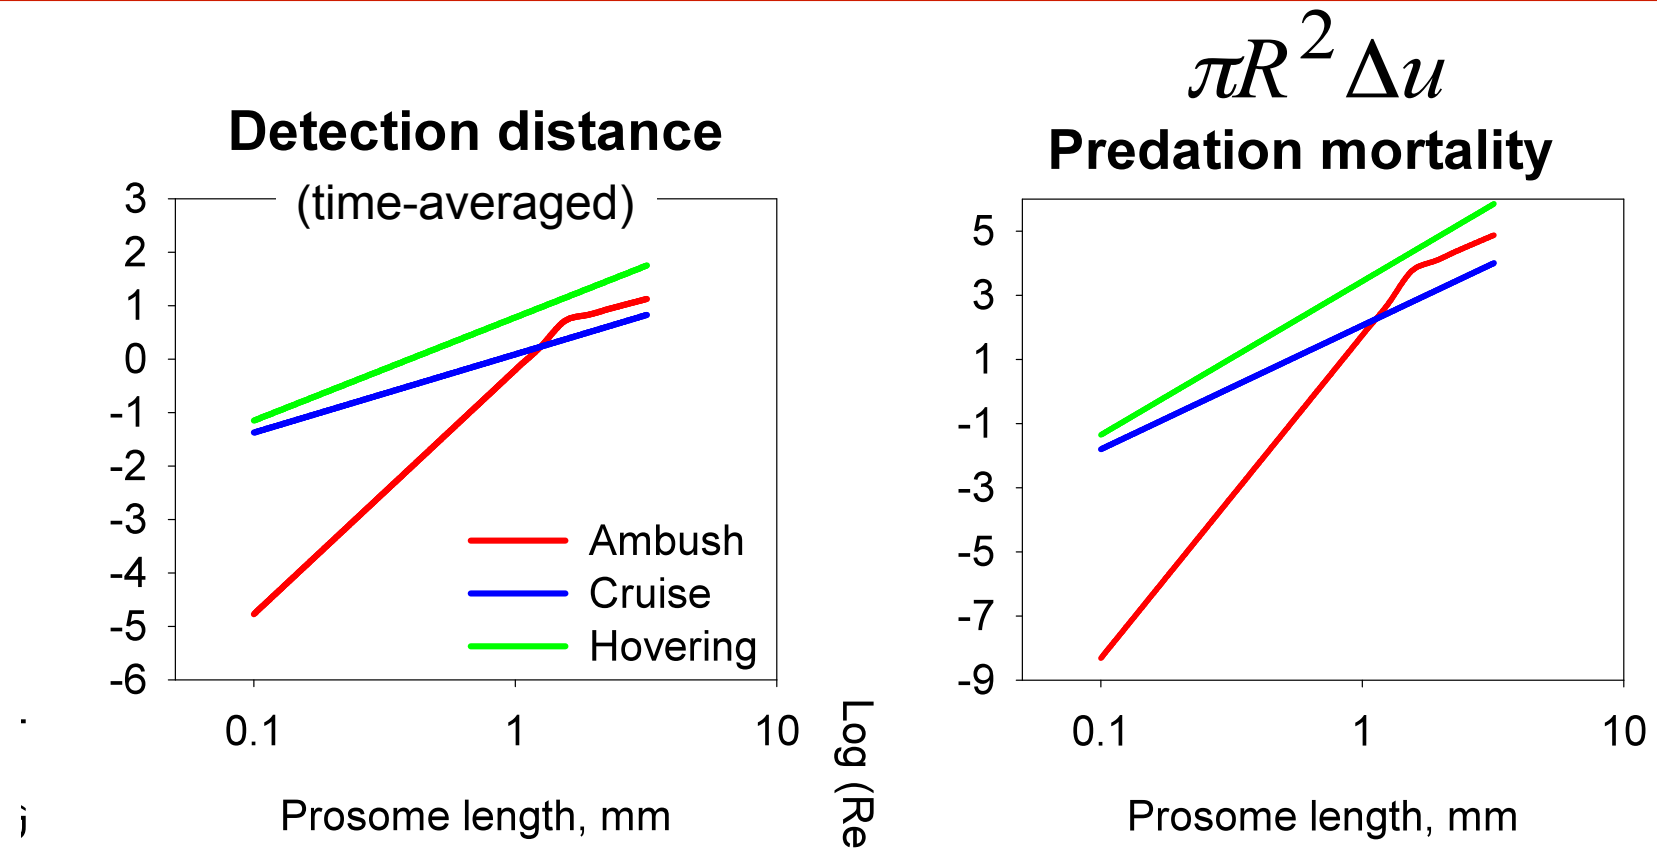 πR² Δu
Detection distance
(time-averaged)
Predation mortality
3
2
1
0
-1
-2
-3
-4
-5
-6
0.1
1
10
Prosome length, mm
Ambush
Cruise
Hovering
Log (Re
5
3
1
-1
-3
-5
-7
-9
0.1
1
10
Prosome length, mm